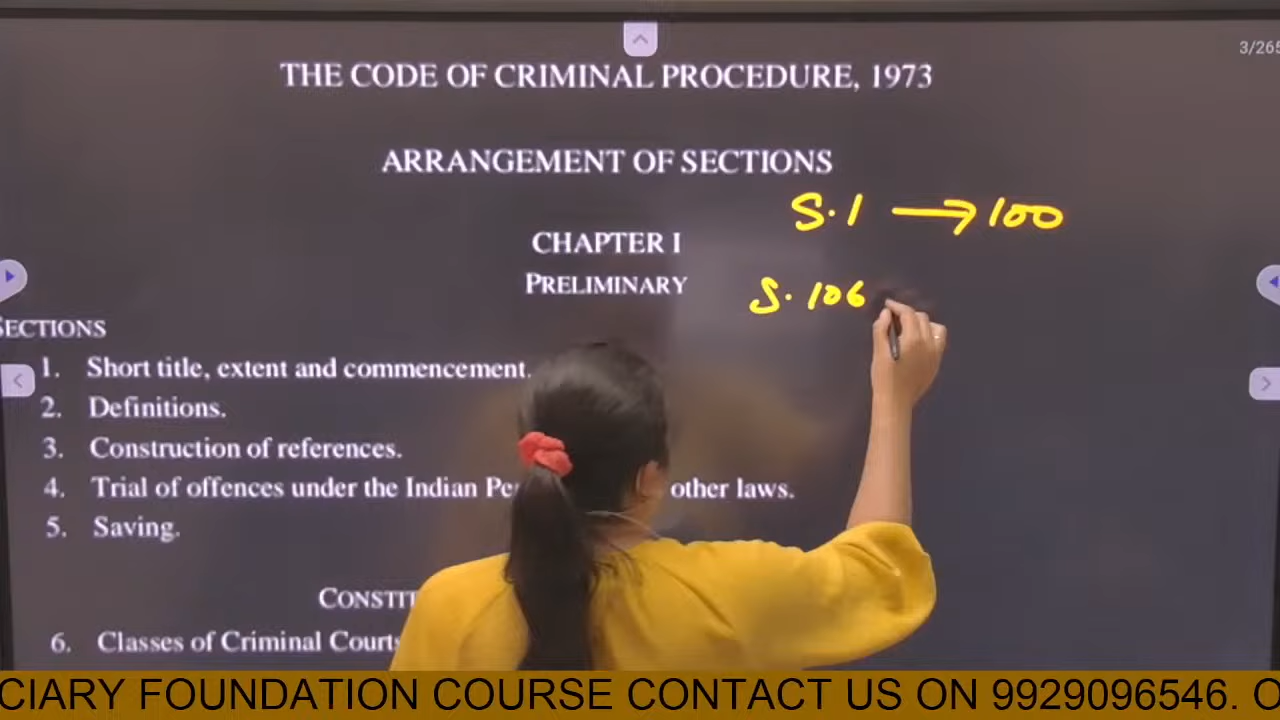 3/265
THE CODE OF CRIMINAL PROCEDURE, 1973
ARRANGEMENT OF SECTIONS
S.1 → 100
CHAPTER I
PRELIMINARY
S. 106
SECTIONS
1. Short title, extent and commencement.
2. Definitions.
3. Construction of references.
4. Trial of offences under the Indian Pe other laws.
5. Saving.
CONSTIT
6. Classes of Criminal Courts
CIARY FOUNDATION COURSE CONTACT US ON 9929096546. O